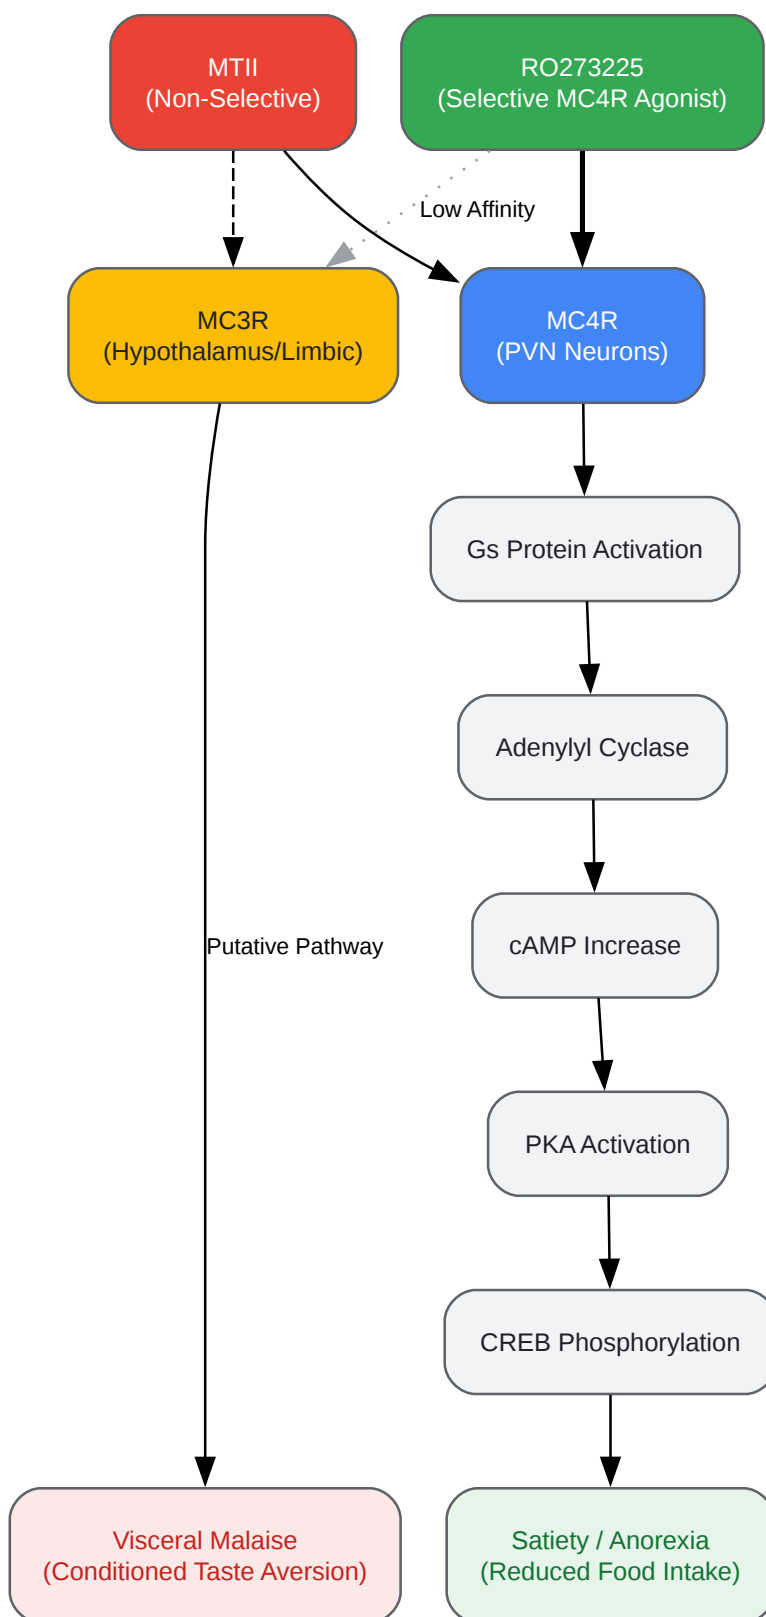 MTII
(Non-Selective)
RO273225
(Selective MC4R Agonist)
Low Affinity
MC3R
(Hypothalamus/Limbic)
MC4R
(PVN Neurons)
Gs Protein Activation
Adenylyl Cyclase
cAMP Increase
Putative Pathway
PKA Activation
CREB Phosphorylation
Visceral Malaise
(Conditioned Taste Aversion)
Satiety / Anorexia
(Reduced Food Intake)